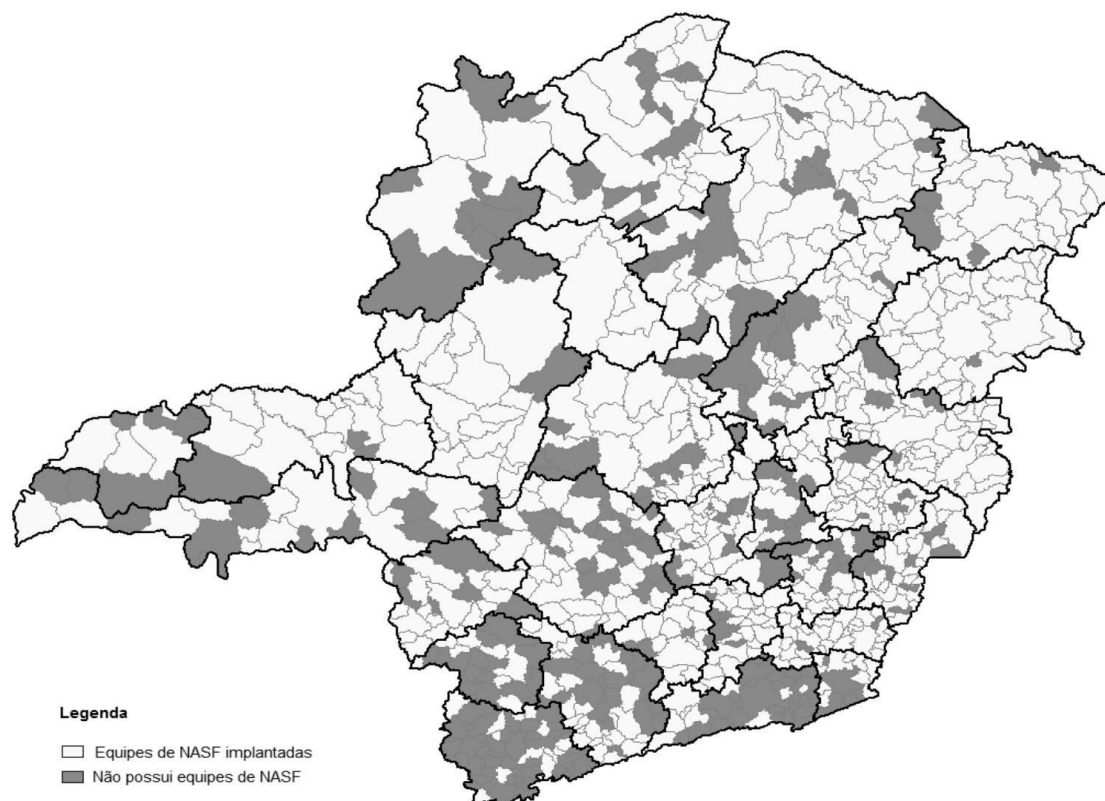 Legenda
Equipes de NASF implantadas
Não possui equipes de NASF